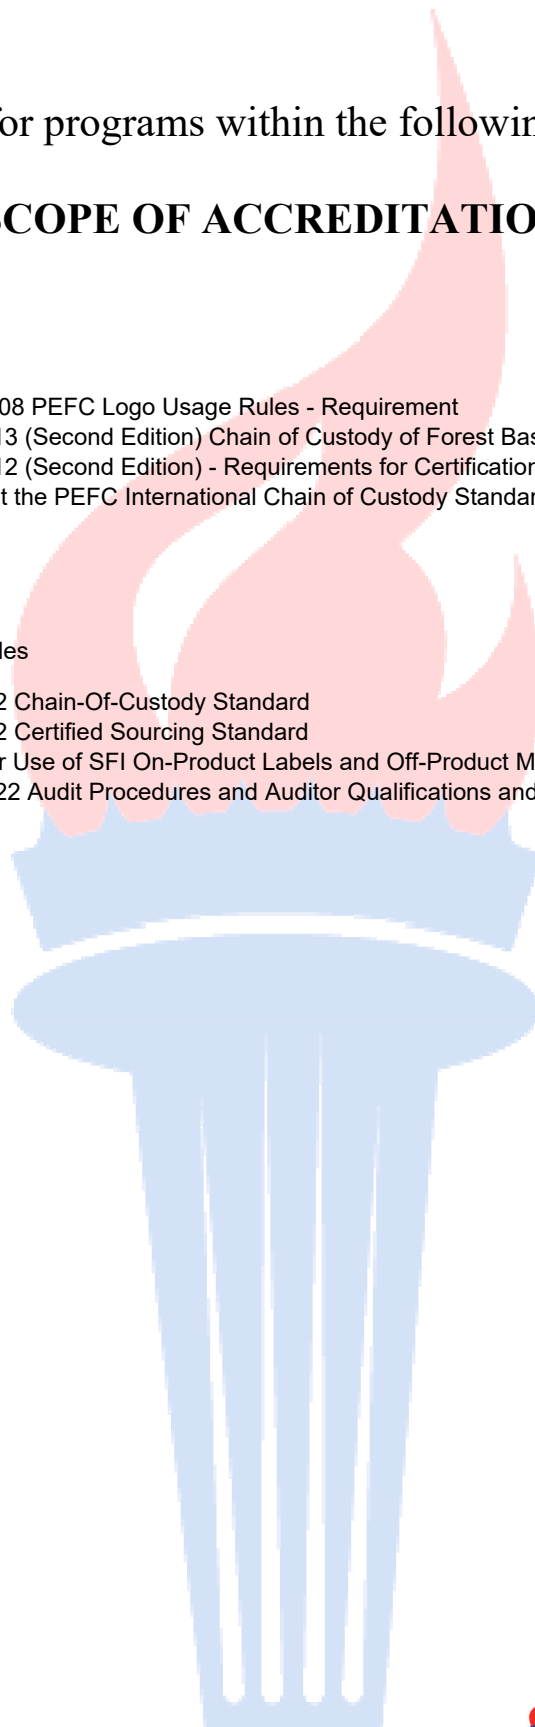 for programs within the following
SCOPE OF ACCREDITATIO
08 PEFC Logo Usage Rules - Requirement
13 (Second Edition) Chain of Custody of Forest Bas
12 (Second Edition) - Requirements for Certification
t the PEFC International Chain of Custody Standar
les
2 Chain-Of-Custody Standard
2 Certified Sourcing Standard
r Use of SFI On-Product Labels and Off-Product M
22 Audit Procedures and Auditor Qualifications and